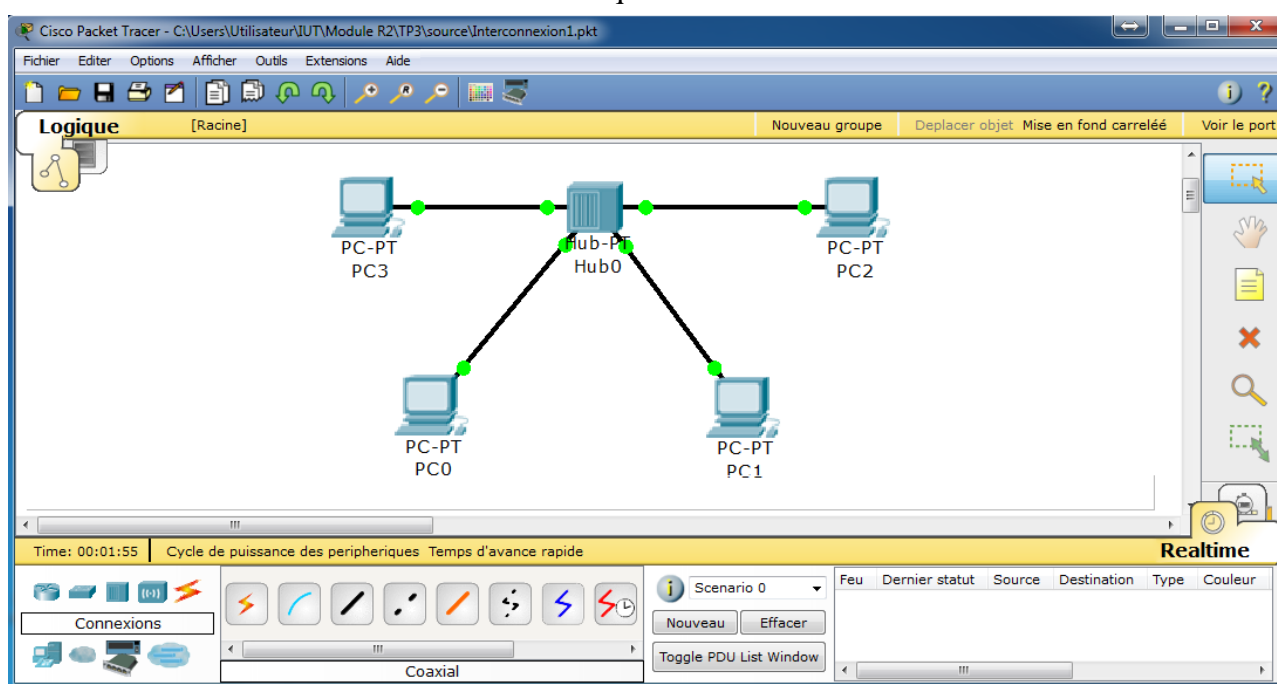 Cisco Packet Tracer - C:\Users\Utilisateur\IUT\Module R2\TP3\source\Interconnexion1.pkt
Fichier Editer Options Afficher Outils Extensions Aide
Logique [Racine] Nouveau groupe Deplacer objet Mise en fond carreléé Voir le port
PC-PT
PC3
Hub-PT
Hub0
PC-PT
PC2
PC-PT
PC0
PC-PT
PC1
Time: 00:01:55 Cycle de puissance des peripheriques Temps d'avance rapide Realtime
Connexions
Coaxial
Scenario 0
Nouveau Effacer
Toggle PDU List Window
Feu Dernier statut Source Destination Type Couleur